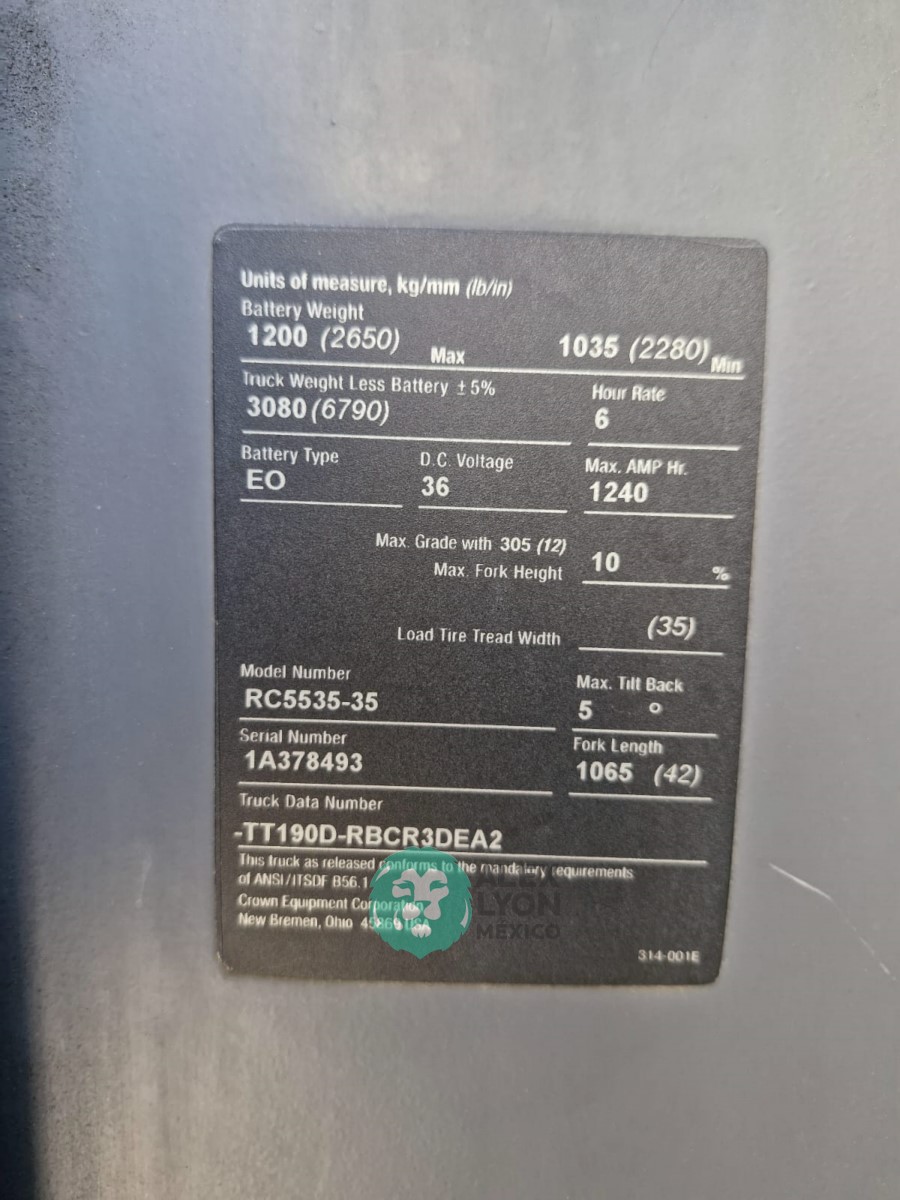 Units of measure, kg/mm (lb/in)
Battery Weight
1200 (2650) Max 1035 (2280) Min
Truck Weight Less Battery ± 5% Hour Rate
3080 (6790) 6
Battery Type D.C. Voltage Max. AMP Hr.
EO 36 1240
Max. Grade with 305 (12)
Max. Fork Height 10 %
Load Tire Tread Width (35)
Model Number Max. Tilt Back
RC5535-35 5 °
Serial Number Fork Length
1A378493 1065 (42)
Truck Data Number
-TT190D-RBCR3DEA2
This truck as released conforms to the mandatory requirements
of ANSI/ITSDF B56.1
Crown Equipment Corporation
New Bremen, Ohio 45869 USA
ALEX
LYON
MÉXICO
314-001E